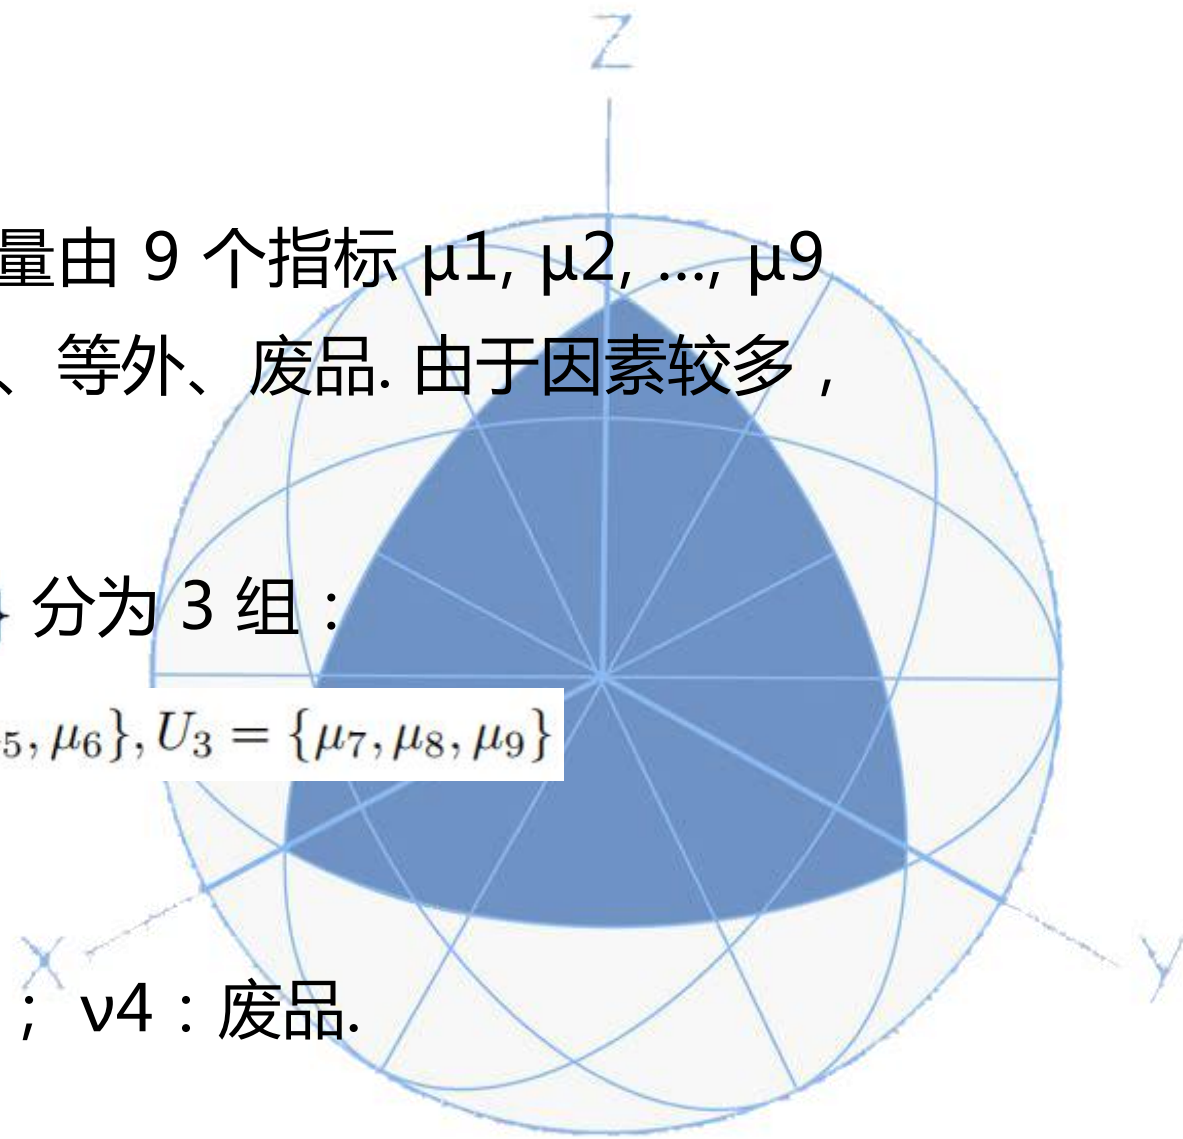 Z
量由 9 个指标 μ1, μ2, ..., μ9
、等外、废品. 由于因素较多，
分为 3 组：
5, μ6}, U3 = {μ7, μ8, μ9}
X
y
； ν4：废品.